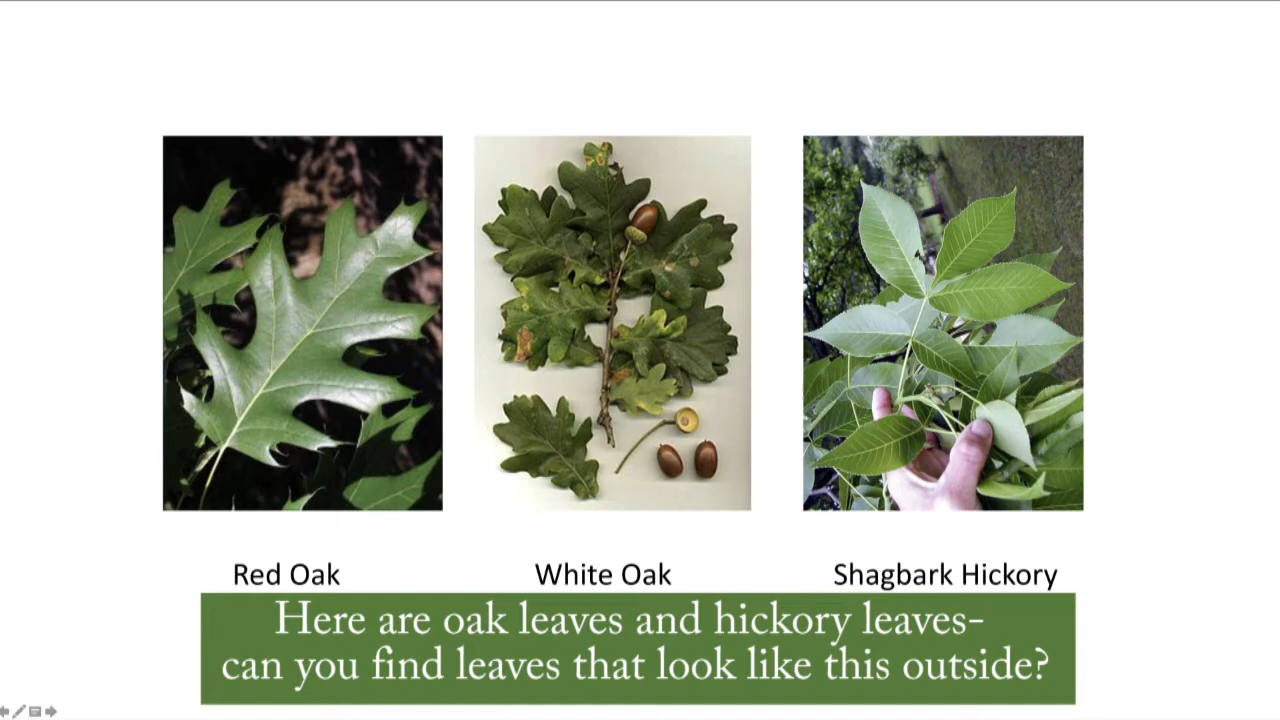 Red Oak
White Oak
Shagbark Hickory
Here are oak leaves and hickory leaves-
can you find leaves that look like this outside?